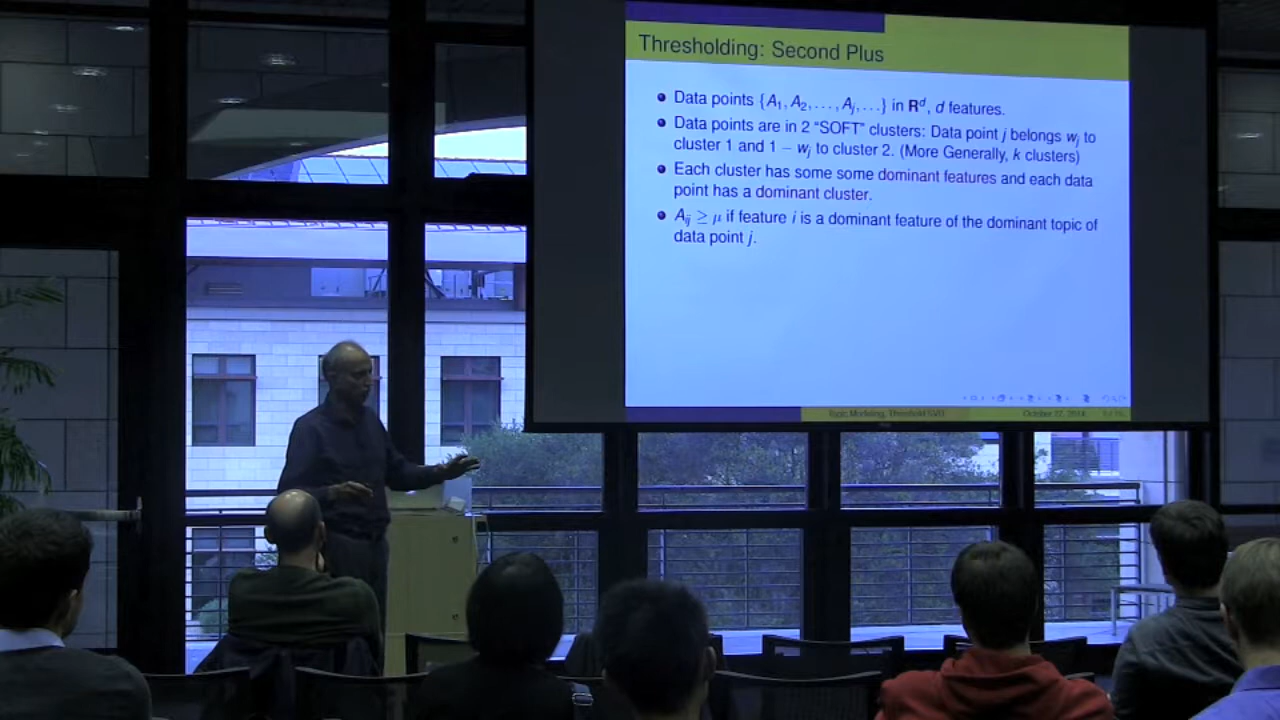 Thresholding: Second Plus
Data points {A₁, A₂, . . . , Aⱼ, . . .} in Rᵈ, d features.
Data points are in 2 “SOFT” clusters: Data point j belongs wⱼ to
cluster 1 and 1 − wⱼ to cluster 2. (More Generally, k clusters)
Each cluster has some some dominant features and each data
point has a dominant cluster.
Aᵢⱼ ≥ μ if feature i is a dominant feature of the dominant topic of
data point j.
Topic Modeling, Threshold SVD